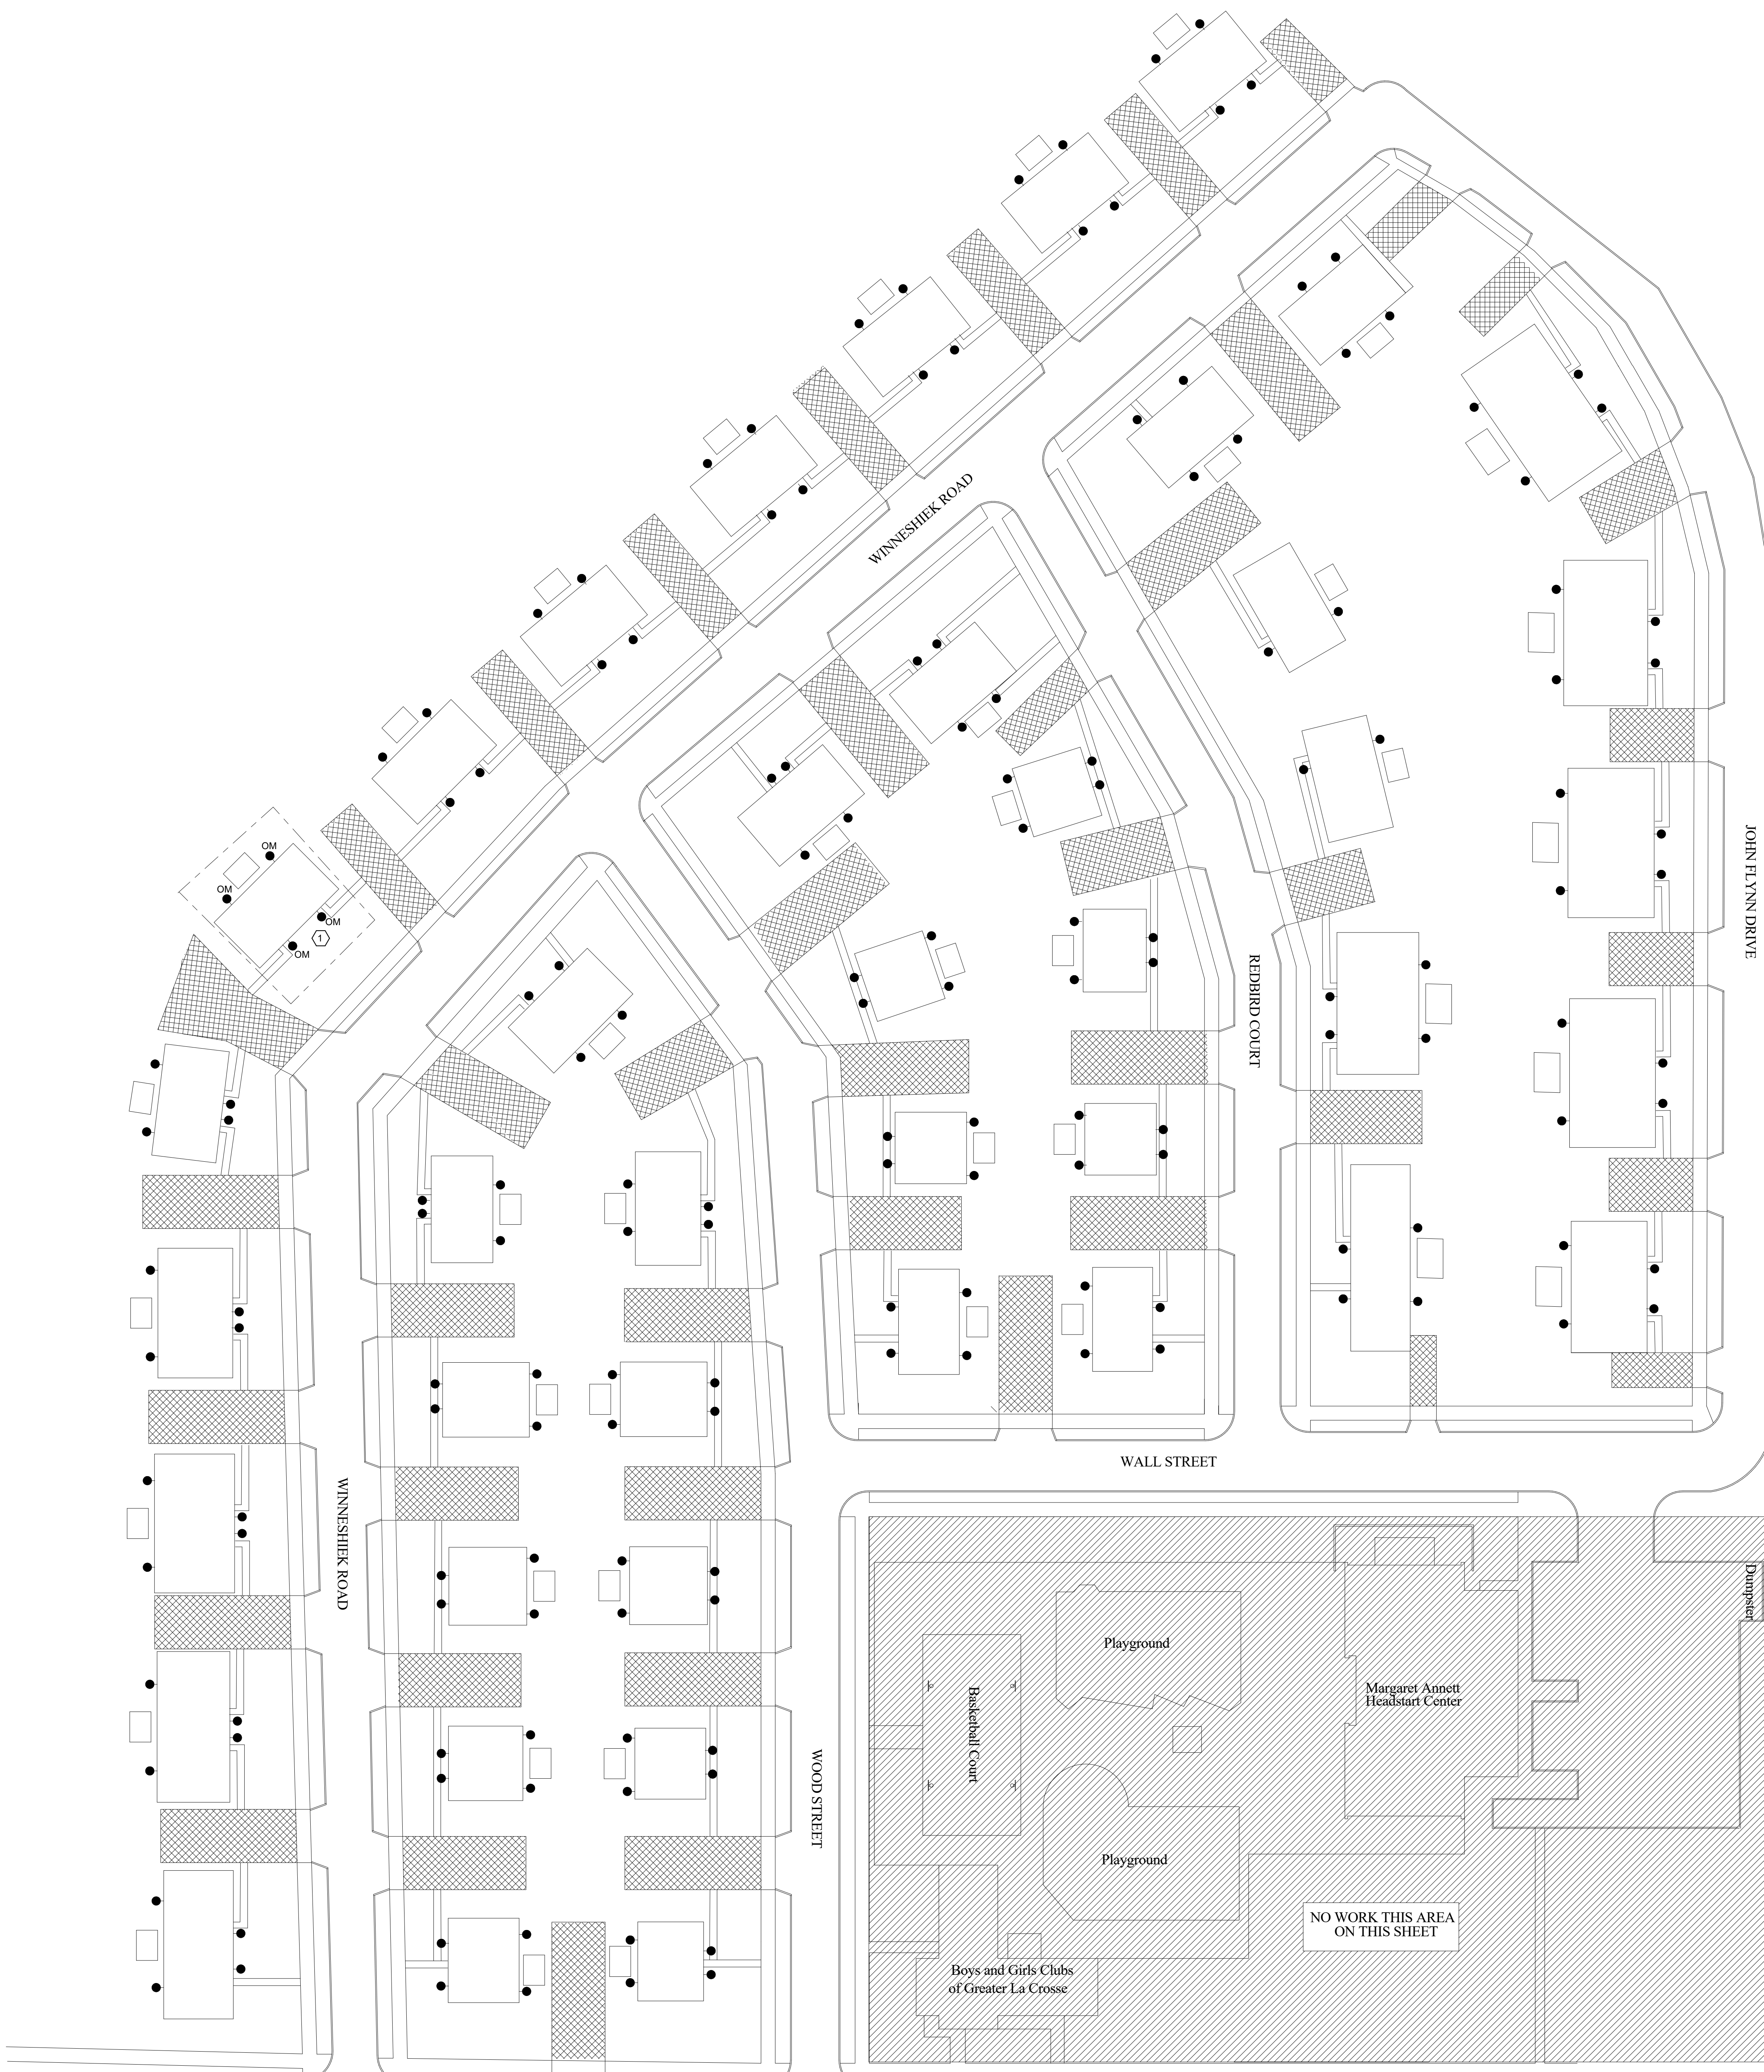 WINNESHIEK ROAD
JOHN FLYNN DRIVE
OM
OM
OM
1
OM
REDBIRD COURT
WALL STREET
WINNESHIEK ROAD
Dumpster
Playground
Basketball Court
Margaret Annett
Headstart Center
WOOD STREET
Playground
NO WORK THIS AREA
ON THIS SHEET
Boys and Girls Clubs
of Greater La Crosse